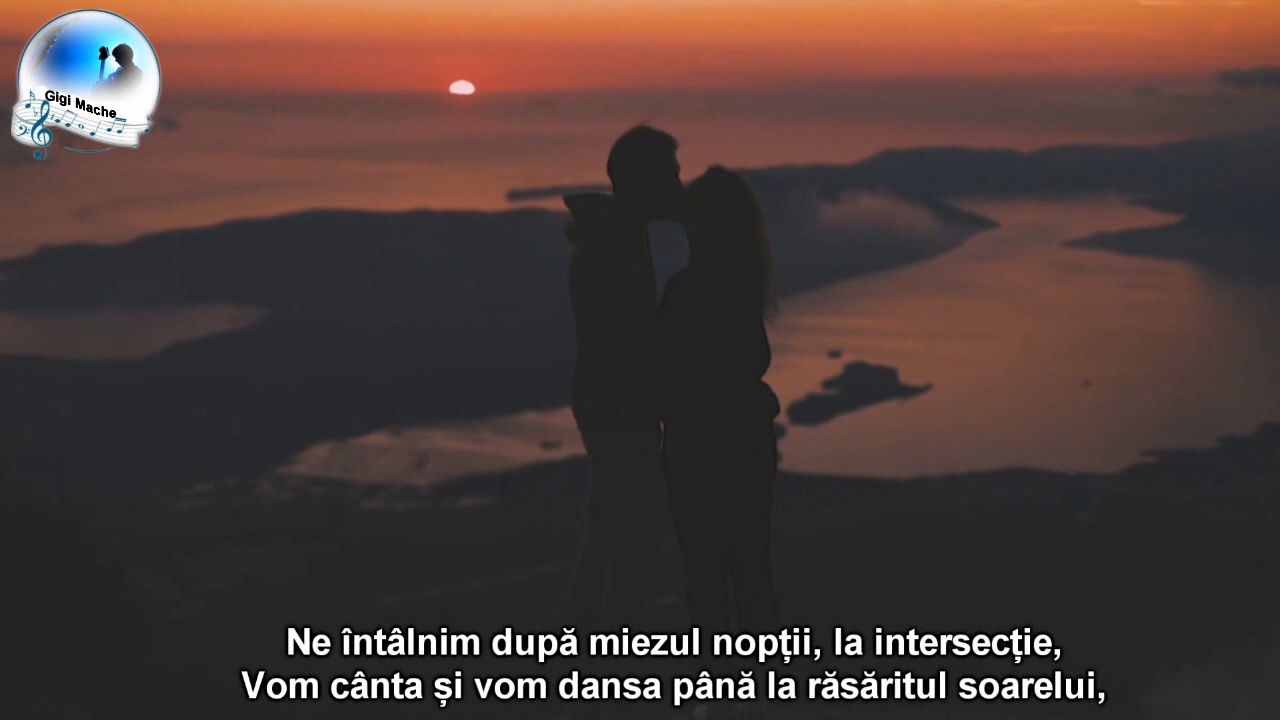 Gigi Mache
Ne întâlnim după miezul nopții, la intersecție,
Vom cânta și vom dansa până la răsăritul soarelui,